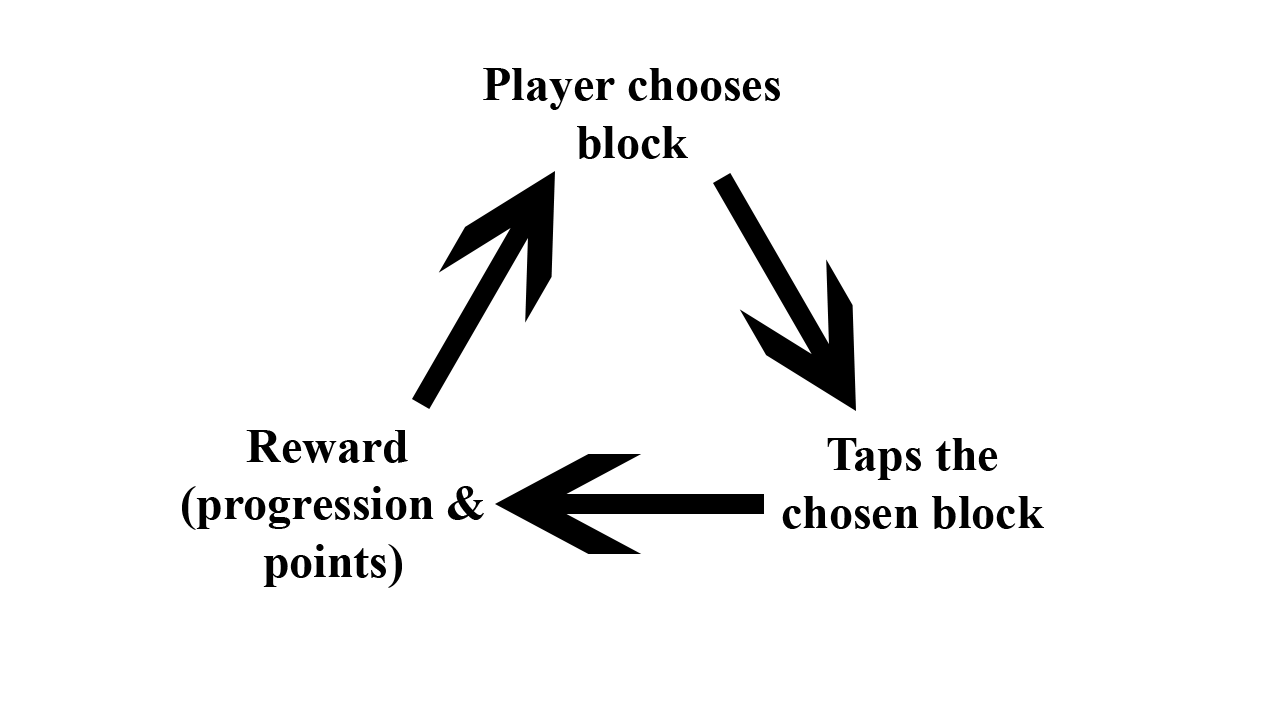 Player chooses
block
Taps the
chosen block
Reward
(progression &
points)